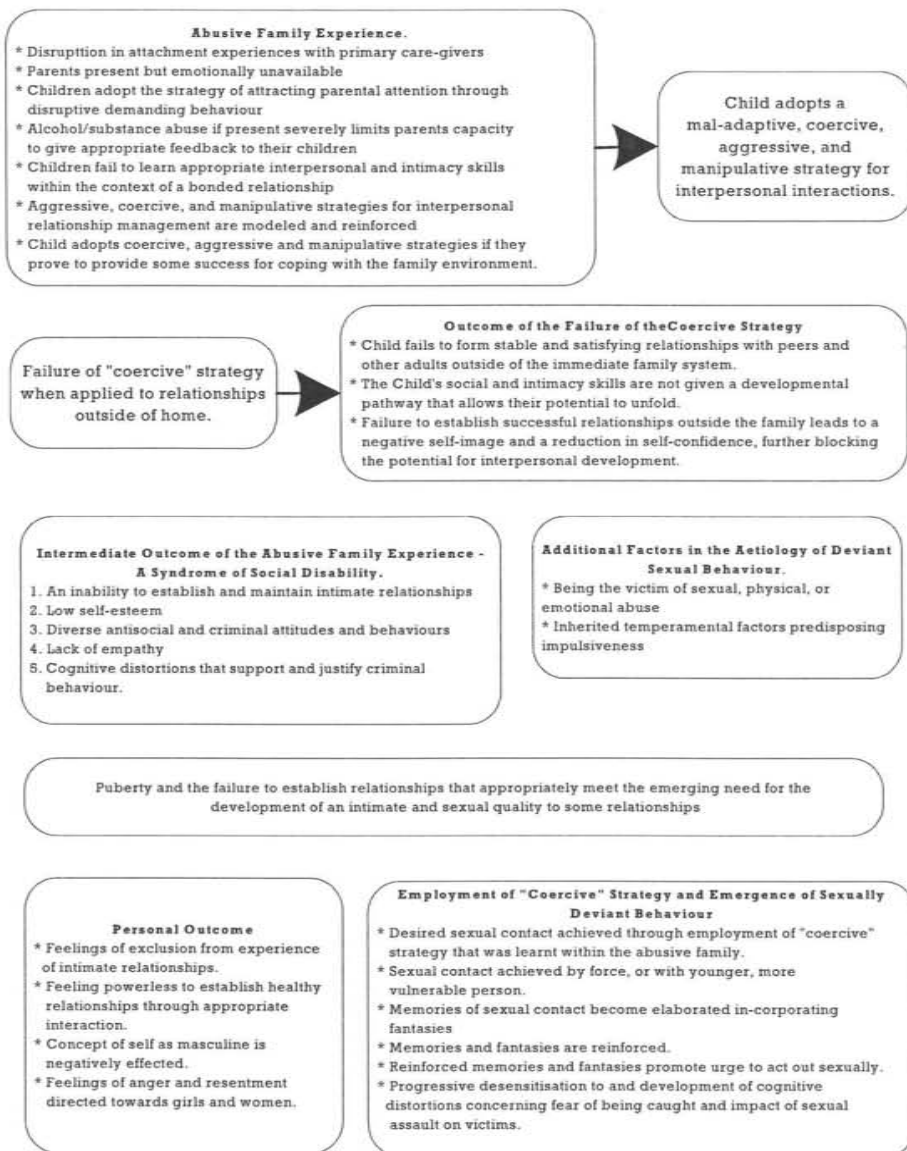 Abusive Family Experience.
* Disrupttion in attachment experiences with primary care-givers
* Parents present but emotionally unavailable
* Children adopt the strategy of attracting parental attention through
disruptive demanding behaviour
* Alcohol/substance abuse if present severely limits parents capacity
to give appropriate feedback to their children
* Children fail to learn appropriate interpersonal and intimacy skills
within the context of a bonded relationship
* Aggressive, coercive, and manipulative strategies for interpersonal
relationship management are modeled and reinforced
* Child adopts coercive, aggressive and manipulative strategies if they
prove to provide some success for coping with the family environment.
Child adopts a
mal-adaptive, coercive,
aggressive, and
manipulative strategy for
interpersonal interactions.
Failure of "coercive" strategy
when applied to relationships
outside of home.
Outcome of the Failure of theCoercive Strategy
* Child fails to form stable and satisfying relationships with peers and
other adults outside of the immediate family system.
* The Child's social and intimacy skills are not given a developmental
pathway that allows their potential to unfold.
* Failure to establish successful relationships outside the family leads to a
negative self-image and a reduction in self-confidence, further blocking
the potential for interpersonal development.
Intermediate Outcome of the Abusive Family Experience -
A Syndrome of Social Disability.
1. An inability to establish and maintain intimate relationships
2. Low self-esteem
3. Diverse antisocial and criminal attitudes and behaviours
4. Lack of empathy
5. Cognitive distortions that support and justify criminal
behaviour.
Additional Factors in the Aetiology of Deviant
Sexual Behaviour.
* Being the victim of sexual, physical, or
emotional abuse
* Inherited temperamental factors predisposing
impulsiveness
Puberty and the failure to establish relationships that appropriately meet the emerging need for the
development of an intimate and sexual quality to some relationships
Personal Outcome
* Feelings of exclusion from experience
of intimate relationships.
* Feeling powerless to establish healthy
relationships through appropriate
interaction.
* Concept of self as masculine is
negatively effected.
* Feelings of anger and resentment
directed towards girls and women.
Employment of "Coercive" Strategy and Emergence of Sexually
Deviant Behaviour
* Desired sexual contact achieved through employment of "coercive"
strategy that was learnt within the abusive family.
* Sexual contact achieved by force, or with younger, more
vulnerable person.
* Memories of sexual contact become elaborated in-corporating
fantasies
* Memories and fantasies are reinforced.
* Reinforced memories and fantasies promote urge to act out sexually.
* Progressive desensitisation to and development of cognitive
distortions concerning fear of being caught and impact of sexual
assault on victims.